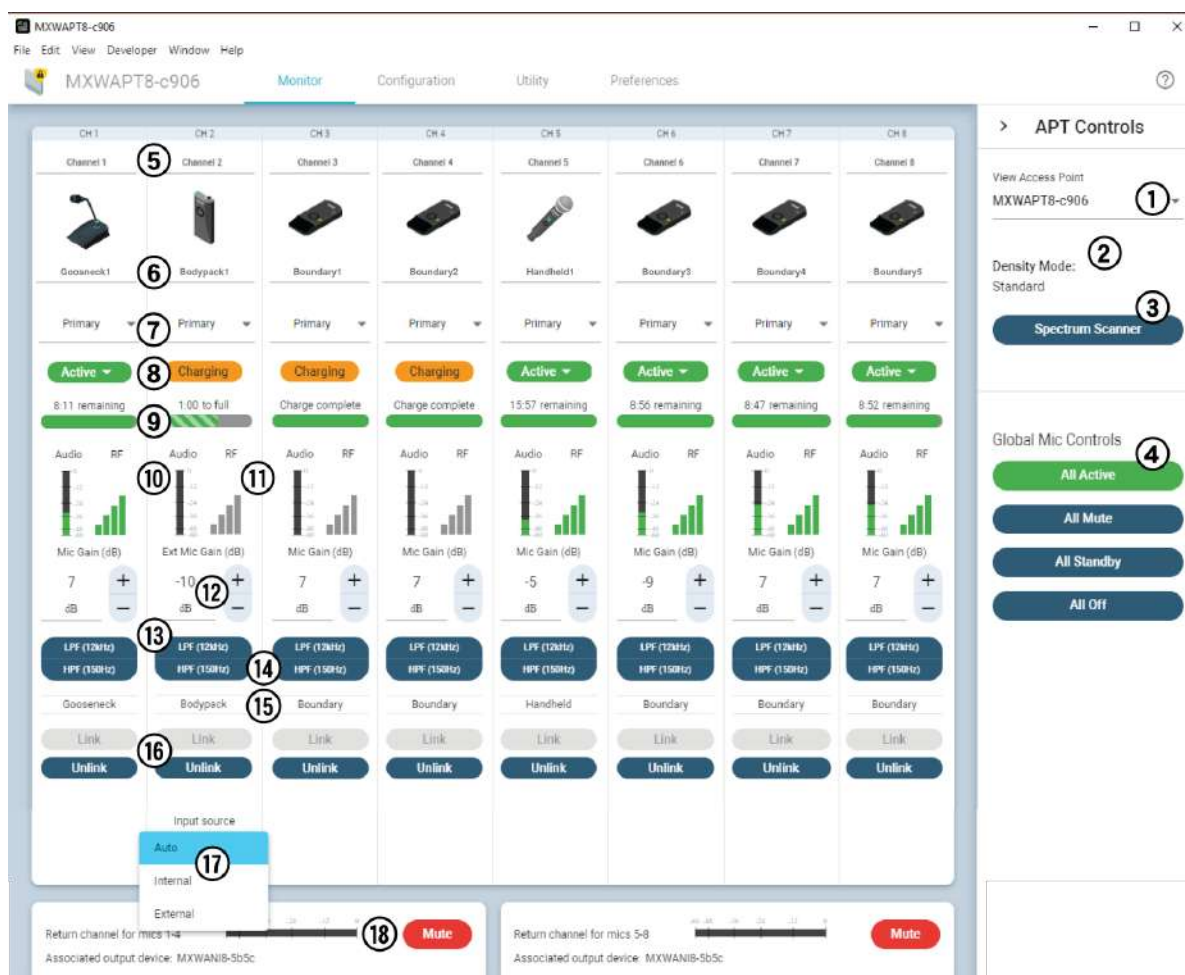 MXWAPT8-c906
File Edit View Developer Window Help
MXWAPT8-c906 Monitor Configuration Utility Preferences ?
CH 1 CH 2 CH 3 CH 4 CH 5 CH 6 CH 7 CH 8
Channel 1 5 Channel 2 Channel 3 Channel 4 Channel 5 Channel 6 Channel 7 Channel 8
Gooseneck1 6 Bodypack1 Boundary1 Boundary2 Handheld1 Boundary3 Boundary4 Boundary5
Primary 7 Primary Primary Primary Primary Primary Primary Primary
Active 8 Charging Charging Charging Active Active Active Active
8:11 remaining 9 1:00 to full Charge complete Charge complete 15:57 remaining 8:56 remaining 8:47 remaining 8:52 remaining
Audio RF 10 Audio RF 11 Audio RF Audio RF Audio RF Audio RF Audio RF Audio RF
Mic Gain (dB) Ext Mic Gain (dB) Mic Gain (dB) Mic Gain (dB) Mic Gain (dB) Mic Gain (dB) Mic Gain (dB) Mic Gain (dB)
7 + -10 12 + 7 + 7 + -5 + -9 + 7 + 7 +
dB − dB − dB − dB − dB − dB − dB − dB −
LPF (12kHz) 13 LPF (12kHz) LPF (12kHz) LPF (12kHz) LPF (12kHz) LPF (12kHz) LPF (12kHz) LPF (12kHz)
HPF (150Hz) HPF (150Hz) 14 HPF (150Hz) HPF (150Hz) HPF (150Hz) HPF (150Hz) HPF (150Hz) HPF (150Hz)
Gooseneck Bodypack 15 Boundary Boundary Handheld Boundary Boundary Boundary
Link 16 Link Link Link Link Link Link Link
Unlink Unlink Unlink Unlink Unlink Unlink Unlink Unlink
Input source
Auto
17
Internal
External
Return channel for mics 1-4 18 Mute
Associated output device: MXWANI8-5b5c
Return channel for mics 5-8 Mute
Associated output device: MXWANI8-5b5c
> APT Controls
View Access Point
MXWAPT8-c906 1
Density Mode: 2
Standard
3
Spectrum Scanner
Global Mic Controls
4
All Active
All Mute
All Standby
All Off